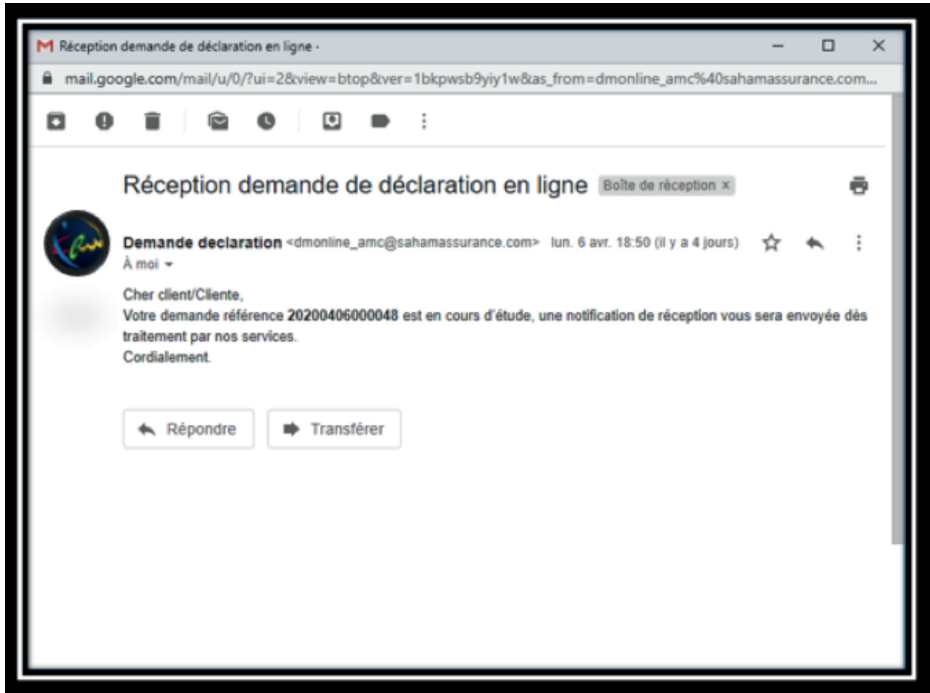 Réception demande de déclaration en ligne -
mail.google.com/mail/u/0/?ui=2&view=btop&ver=1bkpwsb9yiy1w&as_from=dmonline_amc%40sahamassurance.com...
Réception demande de déclaration en ligne Boîte de réception ×
Demande declaration <dmonline_amc@sahamassurance.com> lun. 6 avr. 18:50 (il y a 4 jours)
À moi
Cher client/Cliente,
Votre demande référence 20200406000048 est en cours d'étude, une notification de réception vous sera envoyée dès
traitement par nos services.
Cordialement.
Répondre
Transférer